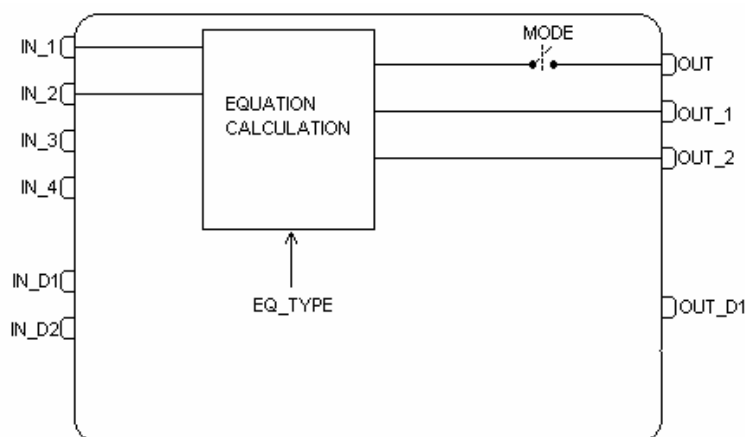 MODE
IN_1
OUT
IN_2
EQUATION
CALCULATION
OUT_1
IN_3
OUT_2
IN_4
IN_D1
EQ_TYPE
OUT_D1
IN_D2